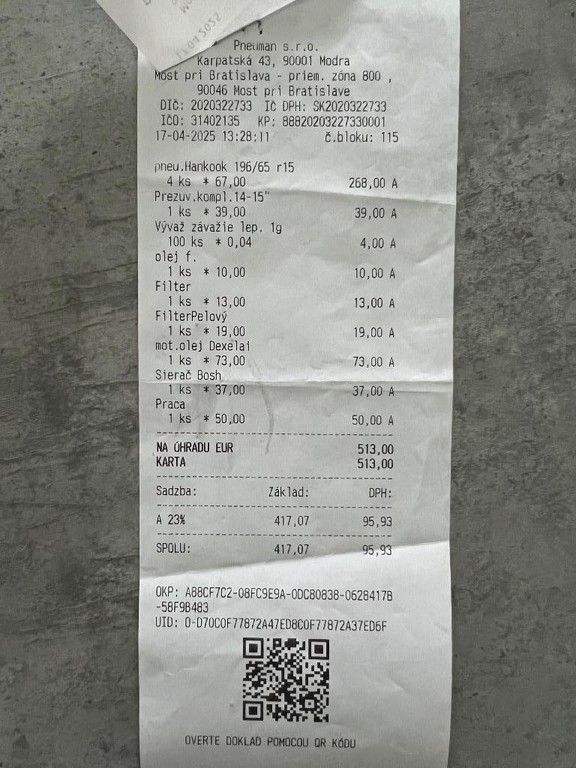 13.04.2023
Pneuman s.r.o.
Karpatská 43, 90001 Modra
Most pri Bratislava - priem. zóna 800 ,
90046 Most pri Bratislave
DIČ: 2020322733 IČ DPH: SK2020322733
IČO: 31402135 KP: 88820203227330001
17-04-2025 13:28:11 č.bloku: 115
pneu.Hankook 196/65 r15
4 ks * 67,00 268,00 A
Prezuv.kompl.14-15"
1 ks * 39,00 39,00 A
Vývaž závažie lep. 1g
100 ks * 0,04 4,00 A
olej f.
1 ks * 10,00 10,00 A
Filter
1 ks * 13,00 13,00 A
FilterPelový
1 ks * 19,00 19,00 A
mot.olej Dexelai
1 ks * 73,00 73,00 A
Sierač Bosh
1 ks * 37,00 37,00 A
Praca
1 ks * 50,00 50,00 A
NA ÚHRADU EUR 513,00
KARTA 513,00
Sadzba: Základ: DPH:
A 23% 417,07 95,93
SPOLU: 417,07 95,93
OKP: A88CF7C2-08FC9E9A-0DC80838-0628417B
-58F9B483
UID: O-D70C0F77872A47ED8C0F77872A37ED6F
OVERTE DOKLAD POMOCOU QR KÓDU